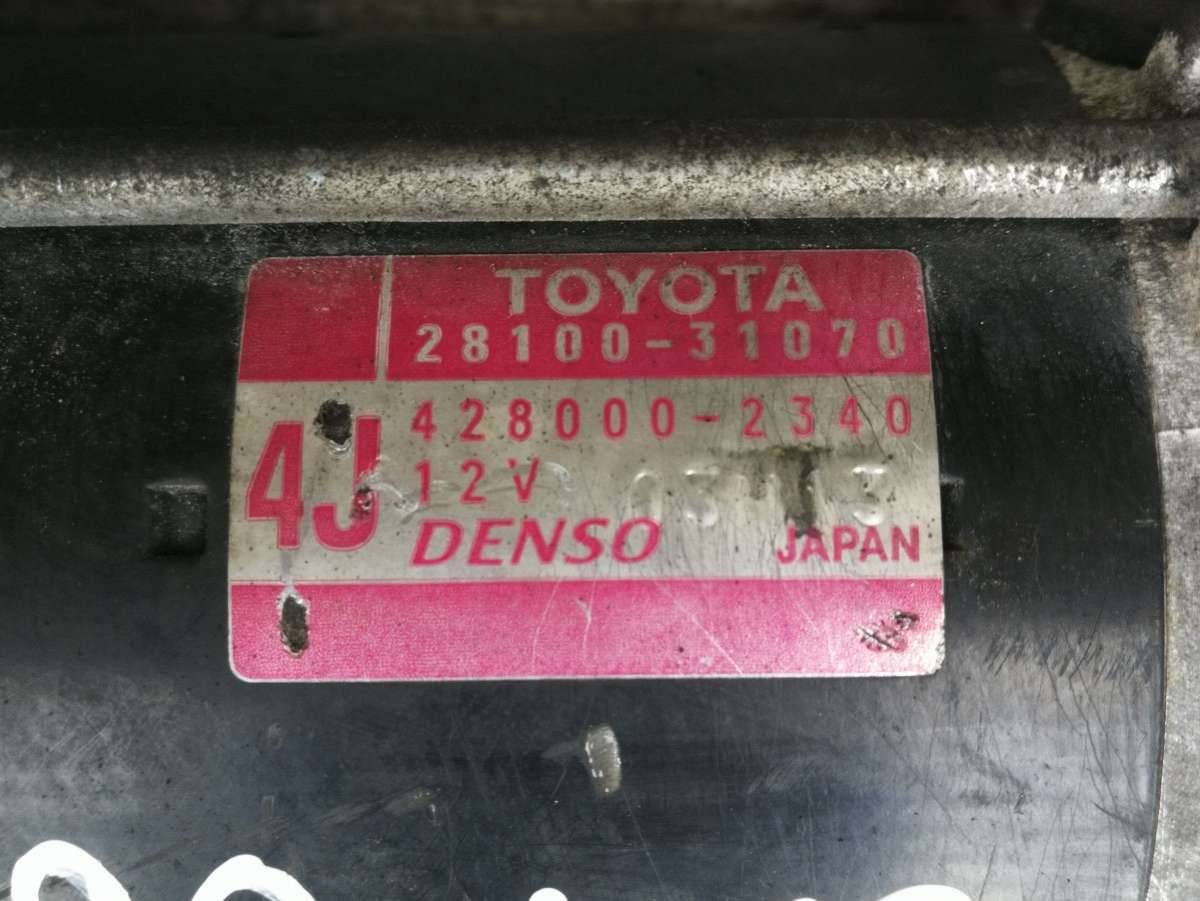 TOYOTA
28100-31070
4J
428000-2340
12V
DENSO JAPAN